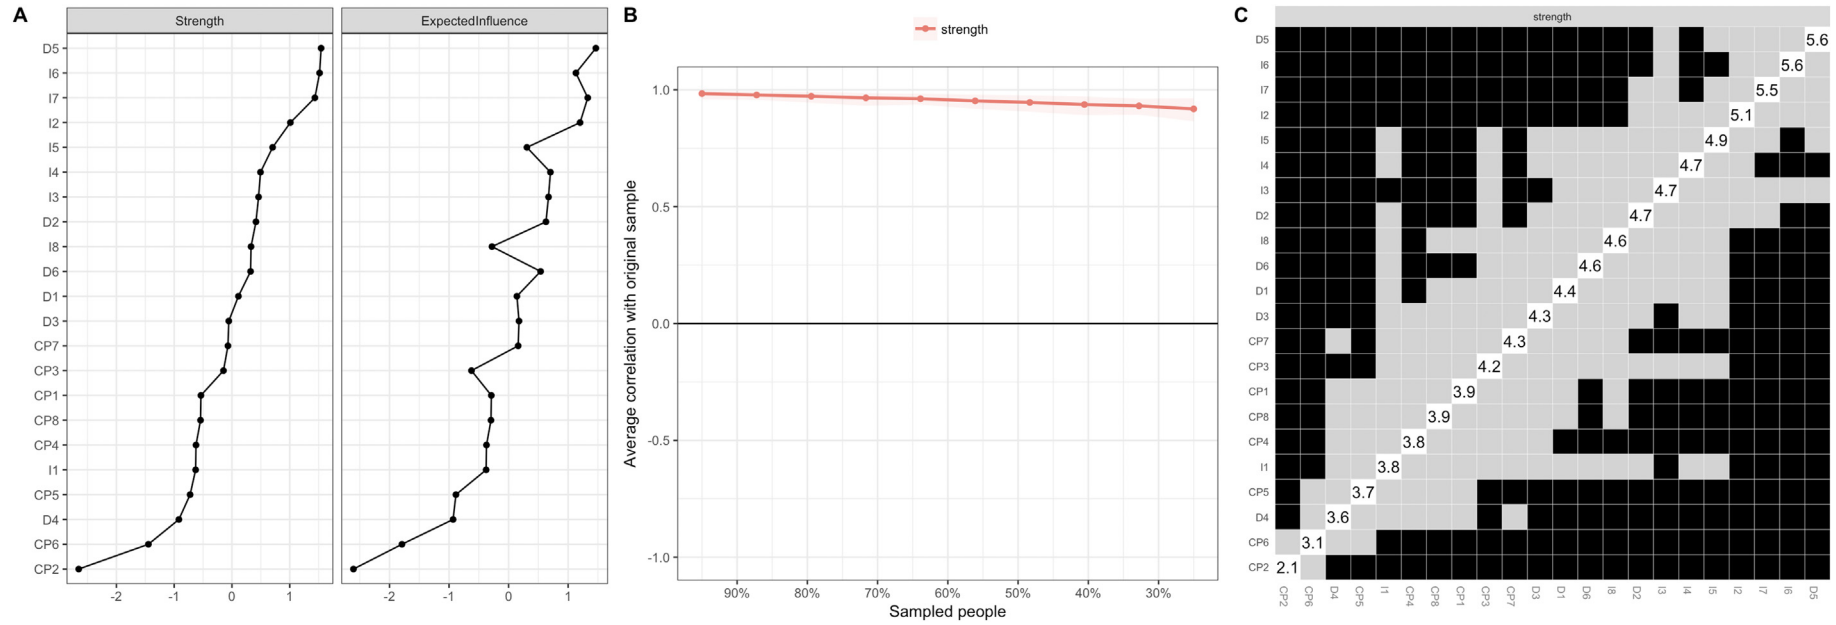 A
Strength
ExpectedInfluence
D5
I6
I7
I2
I5
I4
I3
D2
I8
D6
D1
D3
CP7
CP3
CP1
CP8
CP4
I1
CP5
D4
CP6
CP2
-2 -1 0 1
-2 -1 0 1
B
strength
Average correlation with original sample
1.0
0.5
0.0
-0.5
-1.0
90% 80% 70% 60% 50% 40% 30%
Sampled people
C
strength
D5 5.6
I6 5.6
I7 5.5
I2 5.1
I5 4.9
I4 4.7
I3 4.7
D2 4.7
I8 4.6
D6 4.6
D1 4.4
D3 4.3
CP7 4.3
CP3 4.2
CP1 3.9
CP8 3.9
CP4 3.8
I1 3.8
CP5 3.7
D4 3.6
CP6 3.1
CP2 2.1
CP2 CP6 D4 CP5 I1 CP4 CP8 CP1 CP3 CP7 D3 D1 D6 I8 D2 I3 I4 I5 I2 I7 I6 D5